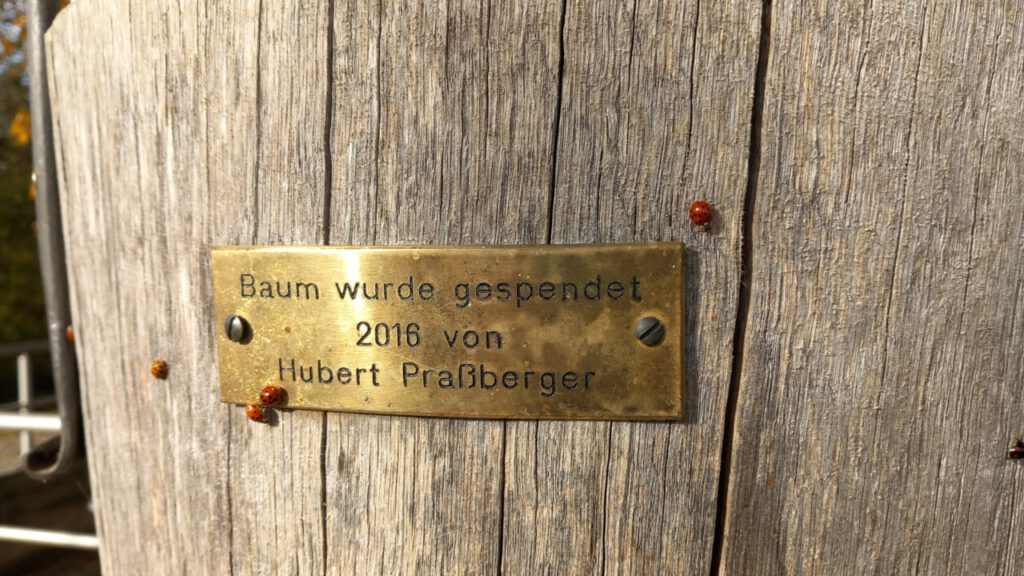 Baum wurde gespendet
2016 von
Hubert Praßberger